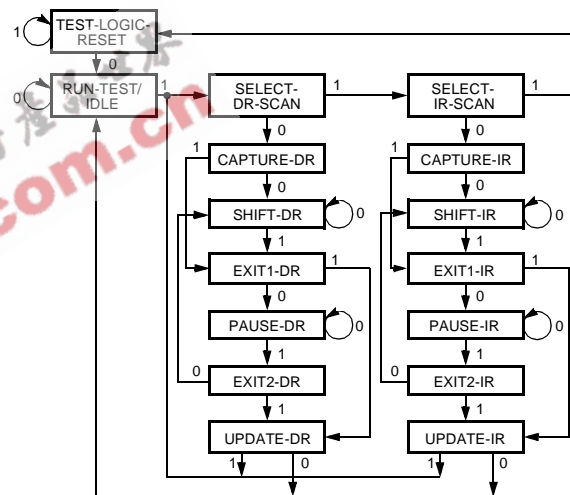 TEST-LOGIC-
RESET
1
0
RUN-TEST/
IDLE
0
1
SELECT-
DR-SCAN
1
SELECT-
IR-SCAN
1
0
0
1
CAPTURE-DR
1
CAPTURE-IR
0
0
SHIFT-DR
0
SHIFT-IR
0
1
1
EXIT1-DR
1
EXIT1-IR
1
0
0
PAUSE-DR
0
PAUSE-IR
0
1
1
0
EXIT2-DR
0
EXIT2-IR
1
1
UPDATE-DR
UPDATE-IR
1
0
1
0
com.cn